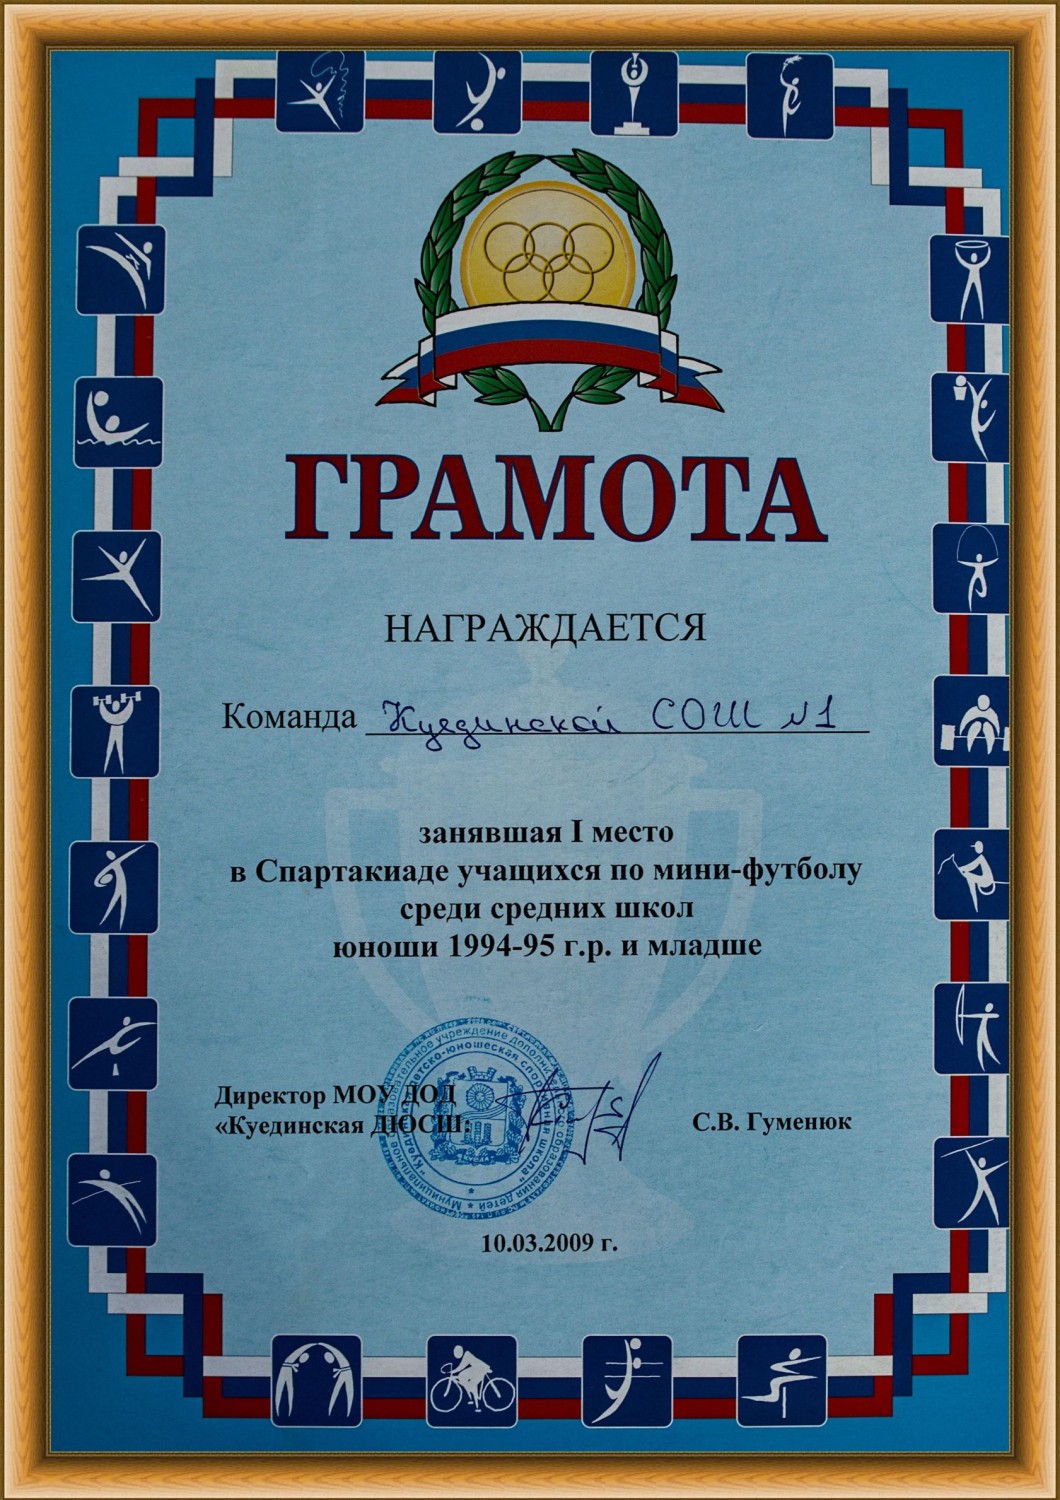 ГРАМОТА
НАГРАЖДАЕТСЯ
Команда Куединской СОШ №1
занявшая I место
в Спартакиаде учащихся по мини-футболу
среди средних школ
юноши 1994-95 г.р. и младше
Директор МОУ ДОД
«Куединская ДЮСШ»
С.В. Гуменюк
10.03.2009 г.